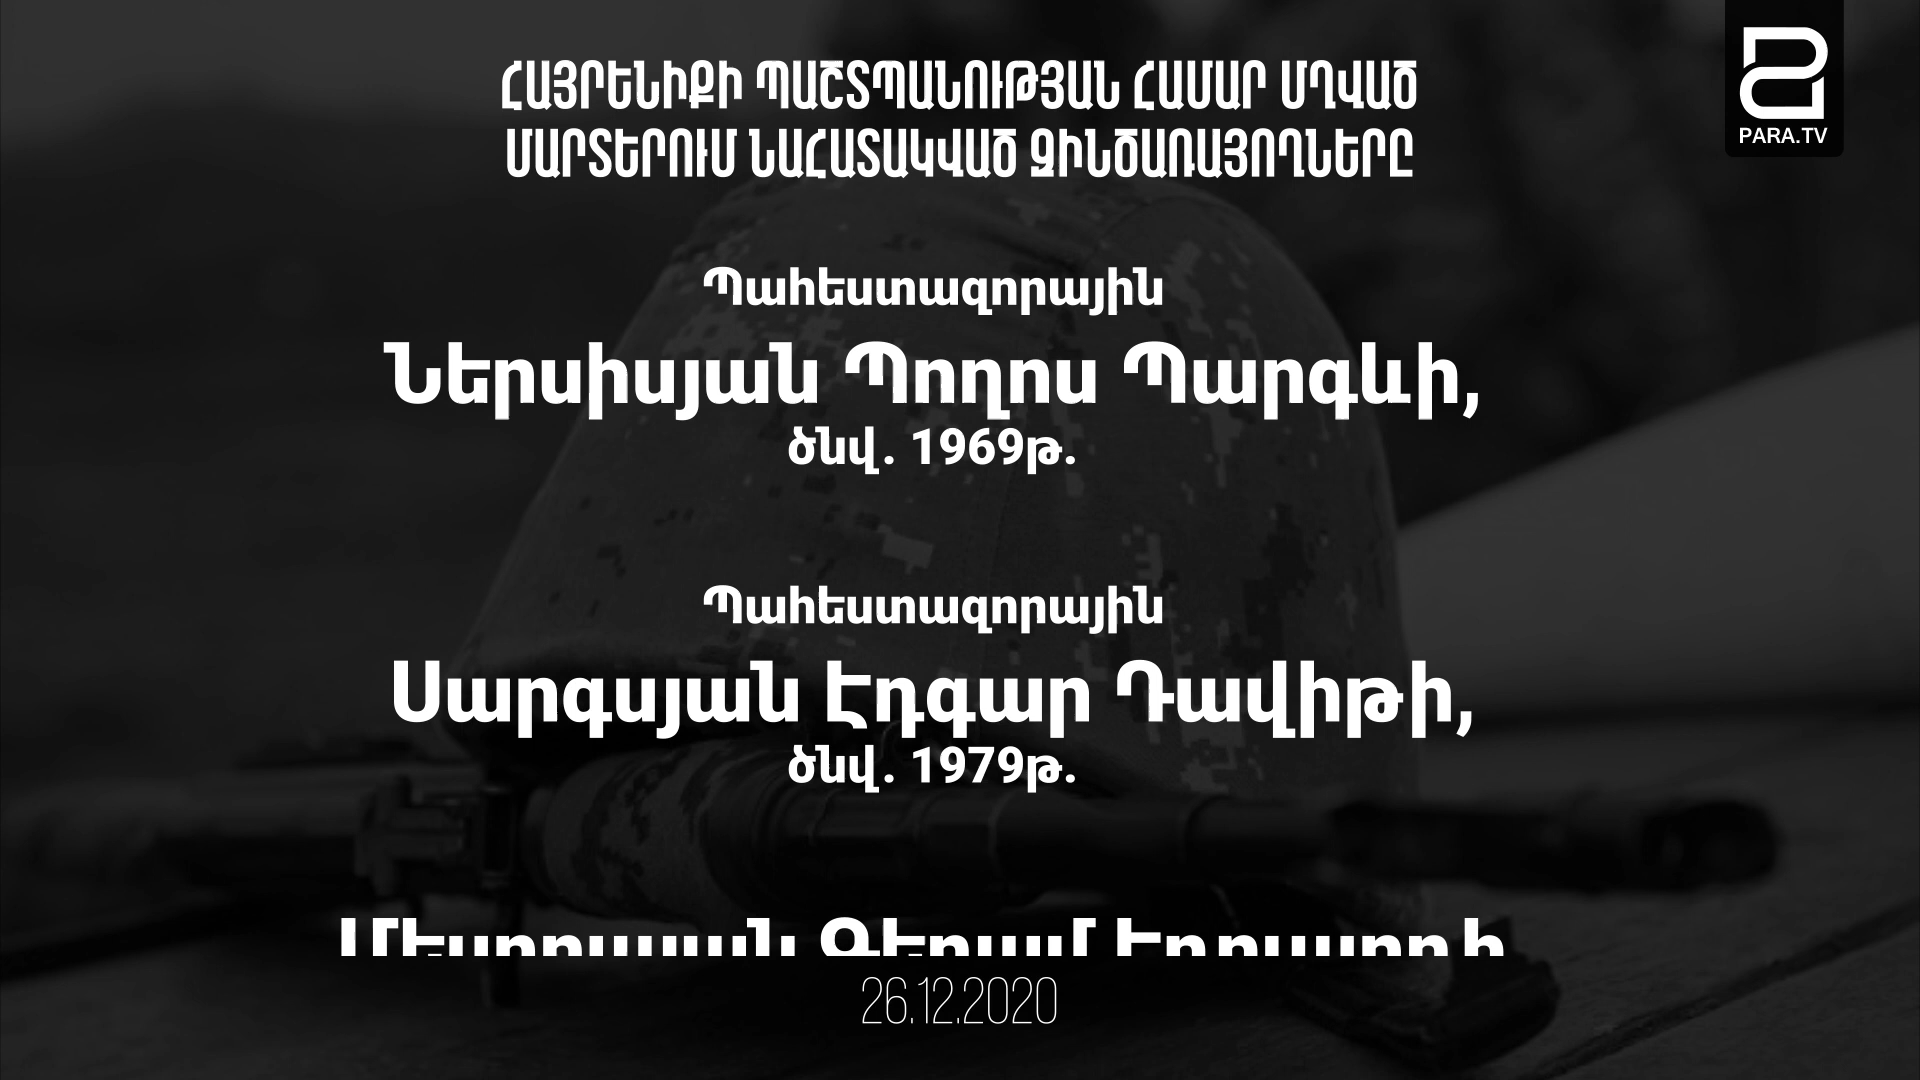 ՀԱՅՐԵՆԻՔԻ ՊԱՇՏՊԱՆՈՒԹՅԱՆ ՀԱՄԱՐ ՄՂՎԱԾ
ՄԱՐՏԵՐՈՒՄ ՆԱՀԱՏԱԿՎԱԾ ԶԻՆԾԱՌԱՅՈՂՆԵՐԸ
PARA.TV
Պահեստազորային
Ներսիսյան Պողոս Պարգևի,
ծնվ. 1969թ.
Պահեստազորային
Սարգսյան Էդգար Դավիթի,
ծնվ. 1979թ.
26.12.2020